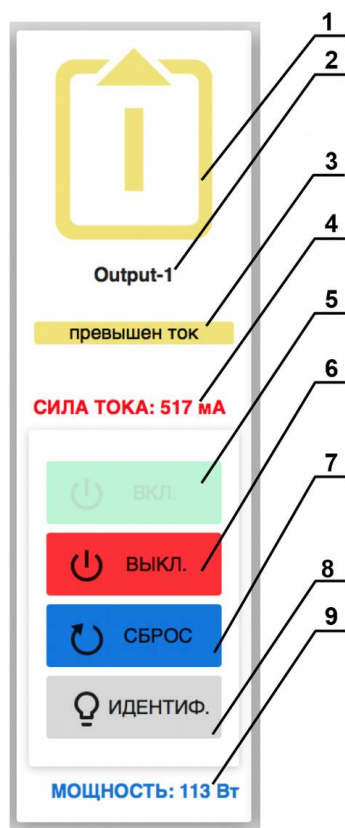 1
2
Output-1
3
превышен ток
4
СИЛА ТОКА: 517 мА
5
ВКЛ.
6
ВЫКЛ.
7
СБРОС
8
ИДЕНТИФ.
9
МОЩНОСТЬ: 113 Вт